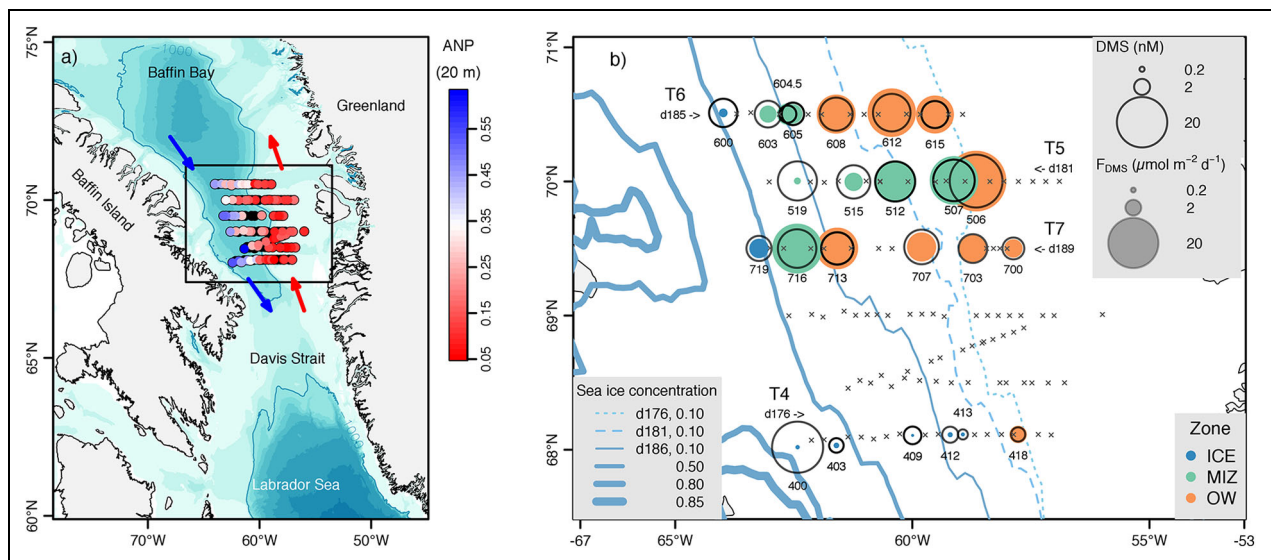 a)
75°N
70°N
65°N
60°N
70°W
60°W
50°W
1000
Baffin Bay
Greenland
Baffin Island
Davis Strait
Labrador Sea
1000
ANP
(20 m)
0.55
0.45
0.35
0.25
0.15
0.05
b)
71°N
70°N
69°N
68°N
-67
65°W
60°W
55°W
-53
T6
d185 ->
604.5
600
603
605
608
612
615
T5
<- d181
519
515
512
507
506
T7
<- d189
719
716
713
707
703
700
T4
d176 ->
413
400
403
409
412
418
DMS (nM)
0.2
2
20
FDMS (µmol m⁻² d⁻¹)
0.2
2
20
Sea ice concentration
d176, 0.10
d181, 0.10
d186, 0.10
0.50
0.80
0.85
Zone
ICE
MIZ
OW